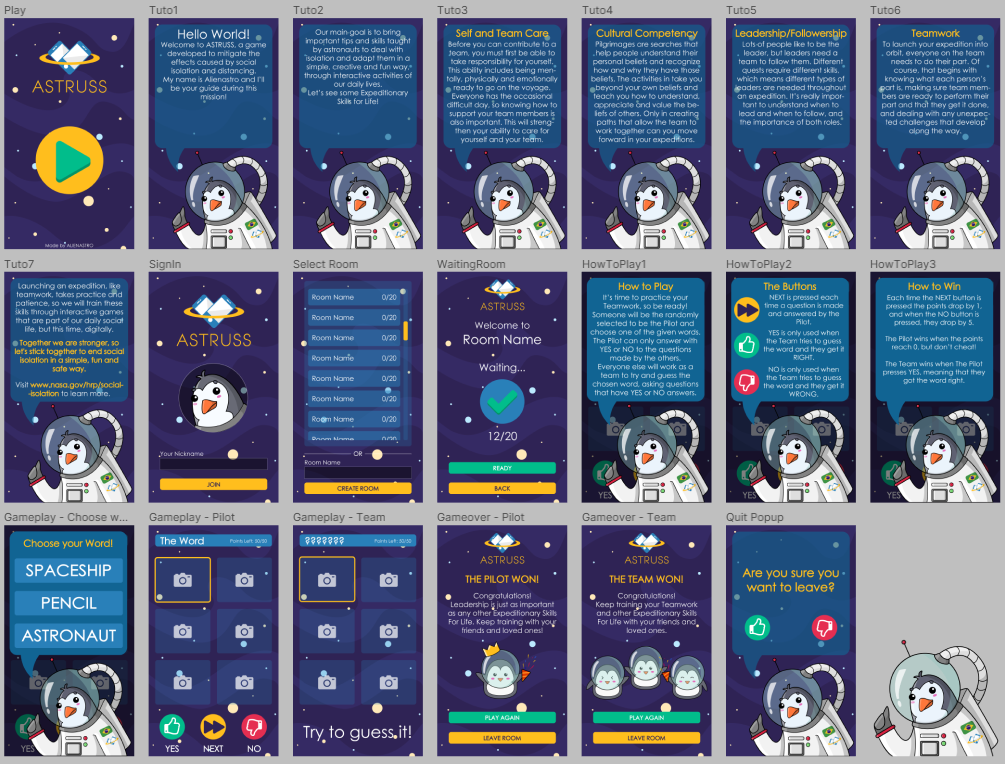 Play
ASTRUSS
Made by ALIENASTRO
Tuto1
Hello World!
Welcome to ASTRUSS, a game
developed to mitigate the
effects caused by social
isolation and distancing.
My name is Alienastro and I'll
be your guide during this
mission!
Tuto2
Our main-goal is to bring
important tips and skills taught
by astronauts to deal with
isolation and adapt them in a
simple, creative and fun way
through interactive activities of
our daily lives.
Let's see some Expeditionary
Skills for Life!
Tuto3
Self and Team Care
Before you can contribute to a
team, you must first be able to
take responsibility for yourself.
This ability includes being men-
tally, physically and emotionally
ready to go on the voyage.
Everyone has the occasional
difficult day, so knowing how to
support your team members is
also important. This will streng-
then your ability to care for
yourself and your team.
Tuto4
Cultural Competency
Pilgrimages are searches that
help people understand their
personal beliefs and recognize
how and why they have those
beliefs. The activities in take you
beyond your own beliefs and
teach you how to understand,
appreciate and value the be-
liefs of others. Only in creating
paths that allow the team to
work together can you move
forward in your expeditions.
Tuto5
Leadership/Followership
Lots of people like to be the
leader, but leaders need a
team to follow them. Different
quests require different skills,
which means different types of
leaders are needed throughout
an expedition. It's really impor-
tant to understand when to
lead and when to follow, and
the importance of both roles.
Tuto6
Teamwork
To launch your expedition into
orbit, everyone on the team
needs to do their part. Of
course, that begins with
knowing what each person's
part is, making sure team mem-
bers are ready to perform their
part and that they get it done,
and dealing with any unexpec-
ted challenges that develop
along the way.
Tuto7
Launching an expedition, like
teamwork, takes practice and
patience, so we will train these
skills through interactive games
that are part of our daily social
life, but this time, digitally.
Together we are stronger, so
let's stick together to end social
isolation in a simple, fun and
safe way.
Visit www.nasa.gov/hrp/social-
-isolation to learn more.
SignIn
ASTRUSS
Your Nickname
JOIN
Select Room
Room Name 0/20
Room Name 0/20
Room Name 0/20
Room Name 0/20
Room Name 0/20
Room Name 0/20
Room Name 0/20
Room Name 0/20
OR
Room Name
CREATE ROOM
WaitingRoom
ASTRUSS
Welcome to
Room Name
Waiting...
12/20
READY
BACK
HowToPlay1
How to Play
It's time to practice your
Teamwork, so be ready!
Someone will be the randomly
selected to be the Pilot and
choose one of the given words.
The Pilot can only answer with
YES or NO to the questions
made by the others.
Everyone else will work as a
team to try and guess the
chosen word, asking questions
that have YES or NO answers.
YES
HowToPlay2
The Buttons
NEXT is pressed each
time a question is made
and answered by the
Pilot.
YES is only used when
the Team tries to guess
the word and they get it
RIGHT.
NO is only used when
the Team tries to guess
the word and they get it
WRONG.
YES
HowToPlay3
How to Win
Each time the NEXT button is
pressed the points drop by 1,
and when the NO button is
pressed, they drop by 5.
The Pilot wins when the points
reach 0, but don't cheat!
The Team wins when The Pilot
presses YES, meaning that they
got the word right.
YES
Gameplay - Choose w...
Choose your Word!
SPACESHIP
PENCIL
ASTRONAUT
YES
Gameplay - Pilot
The Word Points Left: 50/50
YES NEXT NO
Gameplay - Team
??????? Points Left: 50/50
Try to guess it!
Gameover - Pilot
ASTRUSS
THE PILOT WON!
Congratulations!
Leadership is just as important
as any other Expeditionary Skills
For Life. Keep training with your
friends and loved ones!
PLAY AGAIN
LEAVE ROOM
Gameover - Team
ASTRUSS
THE TEAM WON!
Congratulations!
Keep training your Teamwork
and other Expeditionary Skills
For Life with your friends and
loved ones.
PLAY AGAIN
LEAVE ROOM
Quit Popup
Are you sure you
want to leave?